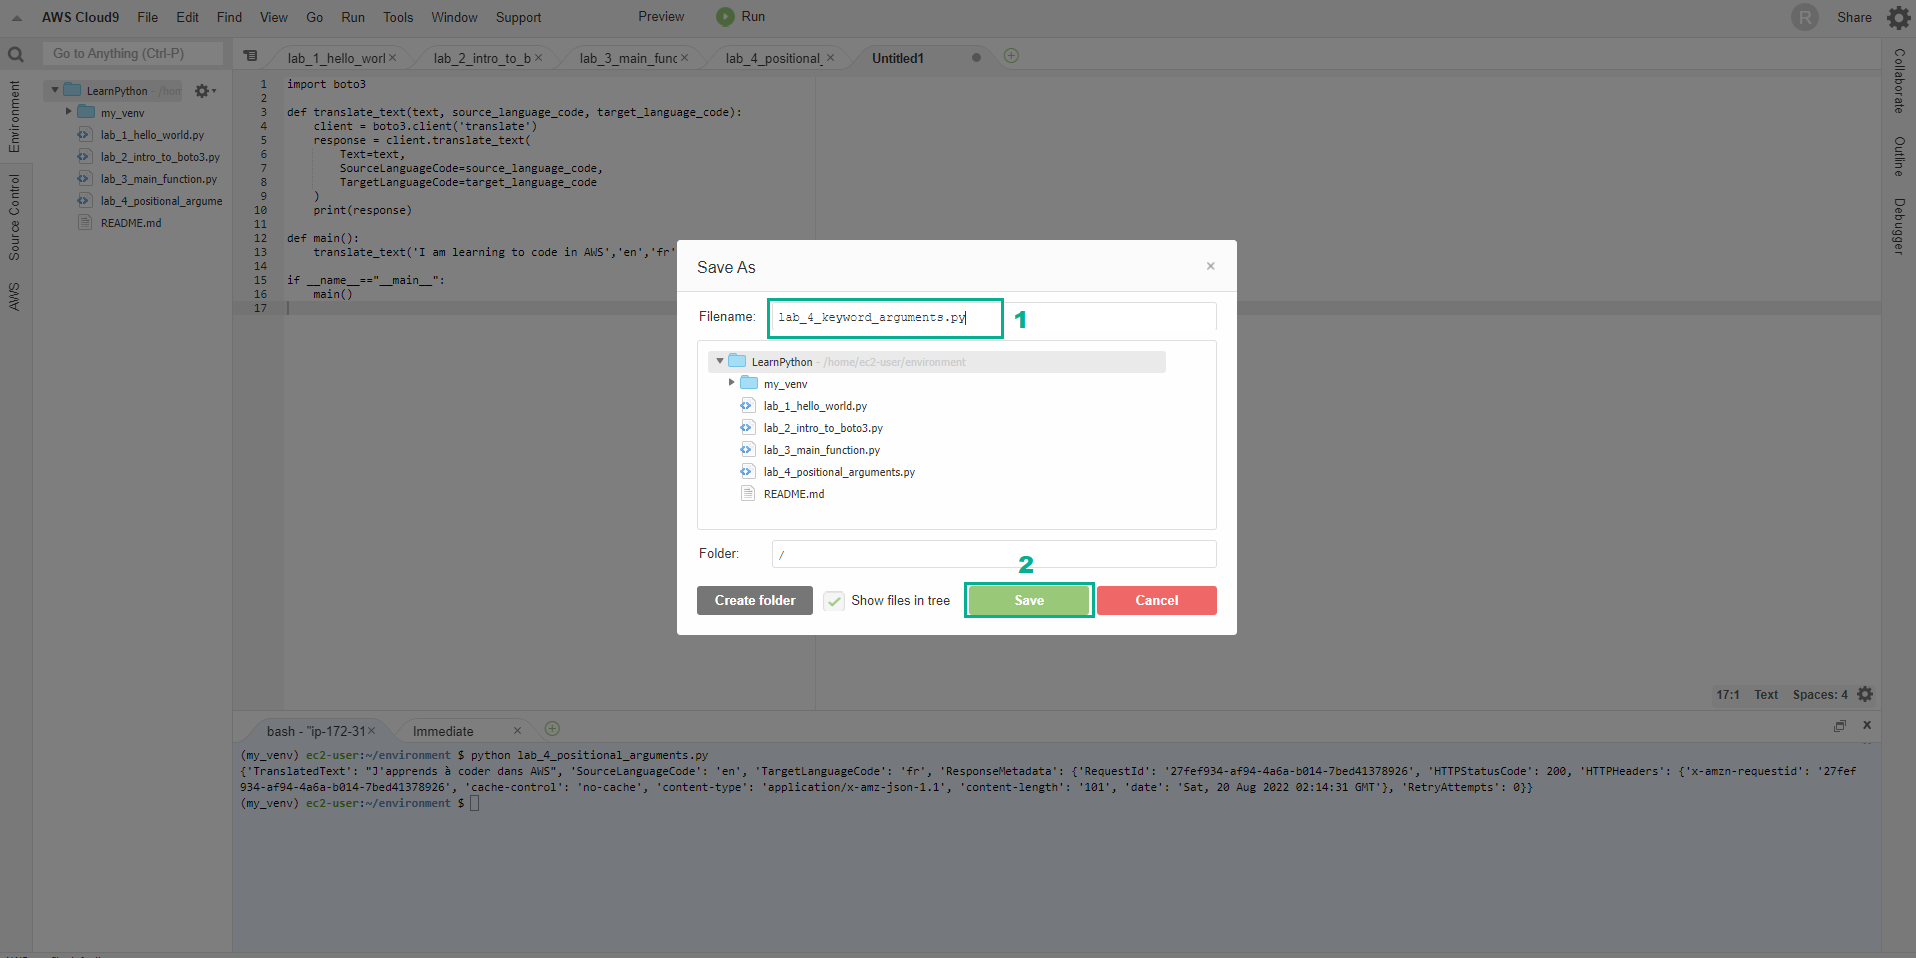 AWS Cloud9 File Edit Find View Go Run Tools Window Support Preview Run R Share
Go to Anything (Ctrl-P)
lab_1_hello_worl × lab_2_intro_to_b × lab_3_main_func × lab_4_positional_ × Untitled1
Environment
Source Control
AWS
LearnPython - /hom
my_venv
lab_1_hello_world.py
lab_2_intro_to_boto3.py
lab_3_main_function.py
lab_4_positional_argume
README.md
1 import boto3
2
3 def translate_text(text, source_language_code, target_language_code):
4     client = boto3.client('translate')
5     response = client.translate_text(
6         Text=text,
7         SourceLanguageCode=source_language_code,
8         TargetLanguageCode=target_language_code
9     )
10     print(response)
11
12 def main():
13     translate_text('I am learning to code in AWS','en','fr'
14
15 if __name__=="__main__":
16     main()
17
Collaborate
Outline
Debugger
Save As ×
Filename: lab_4_keyword_arguments.py 1
LearnPython - /home/ec2-user/environment
my_venv
lab_1_hello_world.py
lab_2_intro_to_boto3.py
lab_3_main_function.py
lab_4_positional_arguments.py
README.md
Folder: /
2
Create folder Show files in tree Save Cancel
17:1 Text Spaces: 4
bash - "ip-172-31 × Immediate ×
(my_venv) ec2-user:~/environment $ python lab_4_positional_arguments.py
{'TranslatedText': "J'apprends à coder dans AWS", 'SourceLanguageCode': 'en', 'TargetLanguageCode': 'fr', 'ResponseMetadata': {'RequestId': '27fef934-af94-4a6a-b014-7bed41378926', 'HTTPStatusCode': 200, 'HTTPHeaders': {'x-amzn-requestid': '27fef
934-af94-4a6a-b014-7bed41378926', 'cache-control': 'no-cache', 'content-type': 'application/x-amz-json-1.1', 'content-length': '101', 'date': 'Sat, 20 Aug 2022 02:14:31 GMT'}, 'RetryAttempts': 0}}
(my_venv) ec2-user:~/environment $